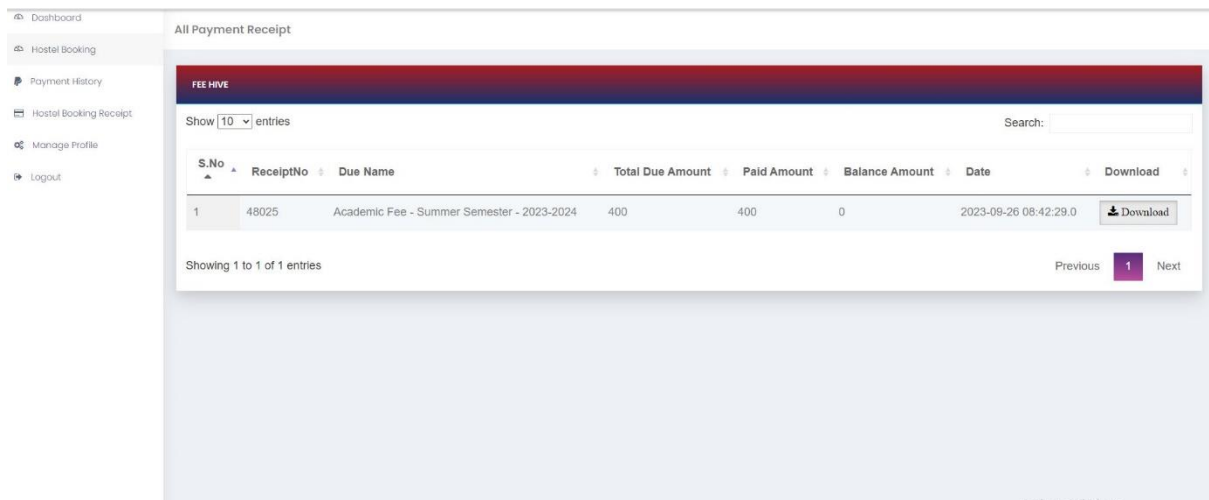 Dashboard
Hostel Booking
Payment History
Hostel Booking Receipt
Manage Profile
Logout
All Payment Receipt
FEE HIVE
Show 10 entries
Search:
S.No ReceiptNo Due Name Total Due Amount Paid Amount Balance Amount Date Download
1 48025 Academic Fee - Summer Semester - 2023-2024 400 400 0 2023-09-26 08:42:29.0 Download
Showing 1 to 1 of 1 entries
Previous 1 Next